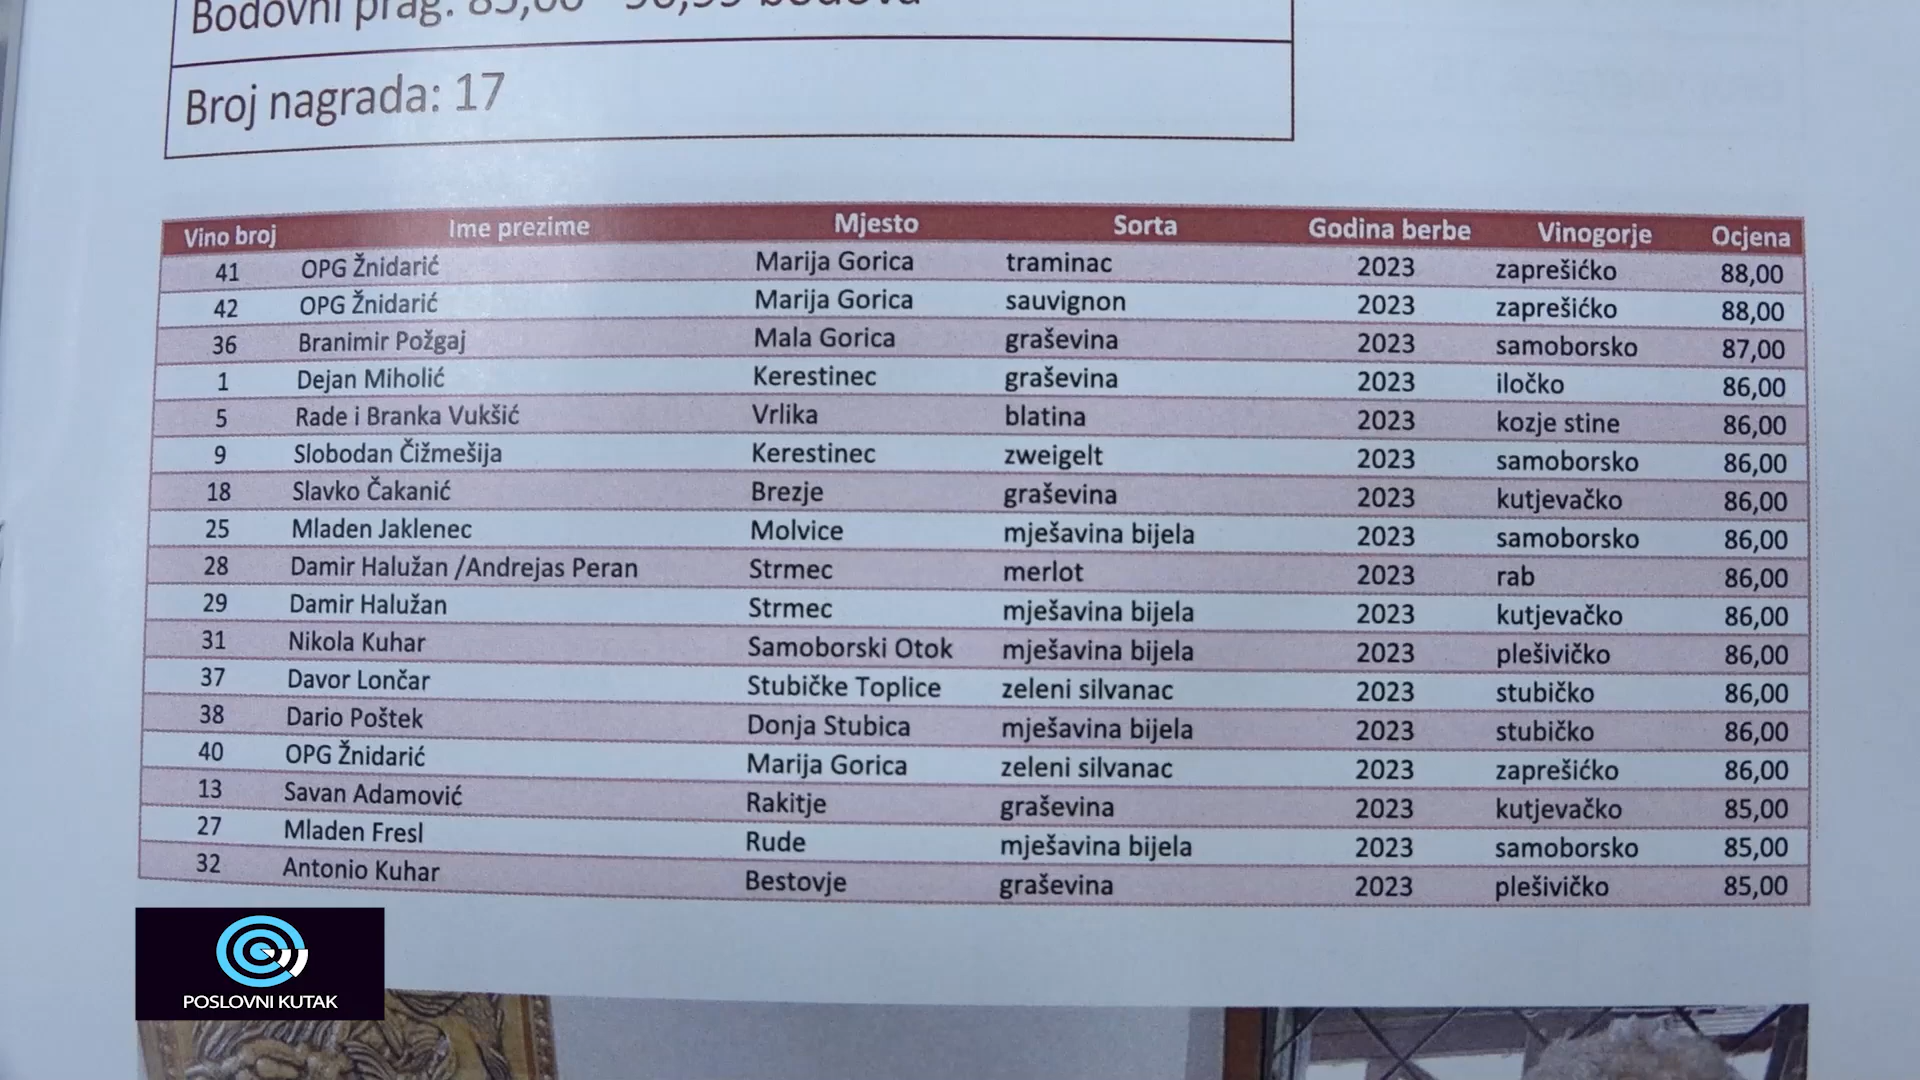 Bodovni prag:
Broj nagrada: 17
Vino broj Ime prezime Mjesto Sorta Godina berbe Vinogorje Ocjena
41 OPG Žnidarić Marija Gorica traminac 2023 zaprešićko 88,00
42 OPG Žnidarić Marija Gorica sauvignon 2023 zaprešićko 88,00
36 Branimir Požgaj Mala Gorica graševina 2023 samoborsko 87,00
1 Dejan Miholić Kerestinec graševina 2023 iločko 86,00
5 Rade i Branka Vukšić Vrlika blatina 2023 kozje stine 86,00
9 Slobodan Čižmešija Kerestinec zweigelt 2023 samoborsko 86,00
18 Slavko Čakanić Brezje graševina 2023 kutjevačko 86,00
25 Mladen Jaklenec Molvice mješavina bijela 2023 samoborsko 86,00
28 Damir Halužan /Andrejas Peran Strmec merlot 2023 rab 86,00
29 Damir Halužan Strmec mješavina bijela 2023 kutjevačko 86,00
31 Nikola Kuhar Samoborski Otok mješavina bijela 2023 plešivičko 86,00
37 Davor Lončar Stubičke Toplice zeleni silvanac 2023 stubičko 86,00
38 Dario Poštek Donja Stubica mješavina bijela 2023 stubičko 86,00
40 OPG Žnidarić Marija Gorica zeleni silvanac 2023 zaprešićko 86,00
13 Savan Adamović Rakitje graševina 2023 kutjevačko 85,00
27 Mladen Fresl Rude mješavina bijela 2023 samoborsko 85,00
32 Antonio Kuhar Bestovje graševina 2023 plešivičko 85,00
POSLOVNI KUTAK